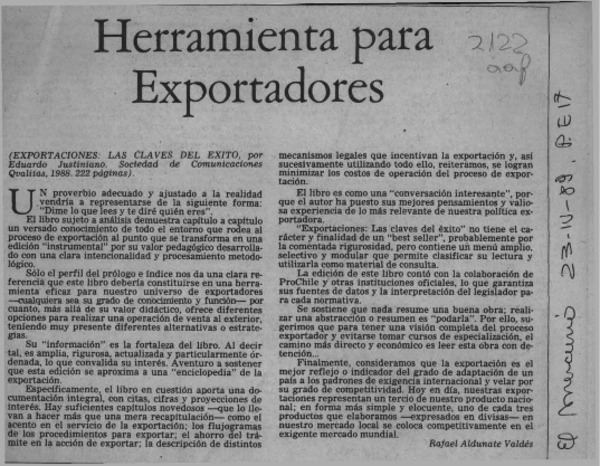 Herramienta para
Exportadores
2122
(EXPORTACIONES: LAS CLAVES DEL EXITO, por
Eduardo Justiniano. Sociedad de Comunicaciones
Qualitas, 1988. 222 páginas).
UN proverbio adecuado y ajustado a la realidad
vendría a representarse de la siguiente forma:
"Dime lo que lees y te diré quién eres".
El libro sujeto a análisis demuestra capítulo a capítulo
un versado conocimiento de todo el entorno que rodea al
proceso de exportación al punto que se transforma en una
edición "instrumental" por su valor pedagógico desarrolla-
do con una clara intencionalidad y procesamiento metodo-
lógico.
Sólo el perfil del prólogo e índice nos da una clara re-
ferencia que este libro debería constituirse en una herra-
mienta eficaz para nuestro universo de exportadores
—cualquiera sea su grado de conocimiento y función— por
cuanto, más allá de su valor didáctico, ofrece diferentes
opciones para realizar una operación de venta al exterior,
teniendo muy presente diferentes alternativas o estrate-
gias.
Su "información" es la fortaleza del libro. Al decir
tal, es amplia, rigurosa, actualizada y particularmente or-
denada, lo que convalida su interés. Aventuro a sostener
que esta edición se aproxima a una "enciclopedia" de la
exportación.
Específicamente, el libro en cuestión aporta una do-
cumentación integral, con citas, cifras y proyecciones de
interés. Hay suficientes capítulos novedosos —que lo lle-
van a hacer más que una mera recapitulación— como el
acento en el servicio de la exportación; los flujogramas
de los procedimientos para exportar; el ahorro del trá-
mite en la acción de exportar; la descripción de distintos
mecanismos legales que incentivan la exportación y, así
sucesivamente utilizando todo ello, reiteramos, se logran
minimizar los costos de operación del proceso de expor-
tación.
El libro es como una "conversación interesante", por-
que el autor ha puesto sus mejores pensamientos y valio-
sa experiencia de lo más relevante de nuestra política ex-
portadora.
"Exportaciones: Las claves del éxito" no tiene el ca-
rácter y finalidad de un "best seller", probablemente por
la comentada rigurosidad, pero contiene un menú amplio,
selectivo y modular que permite clasificar su lectura y
utilizarla como material de consulta.
La edición de este libro contó con la colaboración de
ProChile y otras instituciones oficiales, lo que garantiza
sus fuentes de datos y la interpretación del legislador pa-
ra cada normativa.
Se sostiene que nada resume una buena obra; reali-
zar una abstracción o resumen es "podarla". Por ello, su-
gerimos que para tener una visión completa del proceso
exportador y evitarse tomar cursos de especialización, el
camino más directo y económico es leer esta obra con de-
tención...
Finalmente, consideramos que la exportación es el
mejor reflejo o indicador del grado de adaptación de un
país a los padrones de exigencia internacional y velar por
su grado de competitividad. Hoy en día, nuestras expor-
taciones representan un tercio de nuestro producto nacio-
nal; en forma más simple y elocuente, uno de cada tres
productos que elaboramos —expresados en divisas— en
nuestro mercado local se coloca competitivamente en el
exigente mercado mundial.
Rafael Aldunate Valdés
El Mercurio 23-IV-89. P. E17